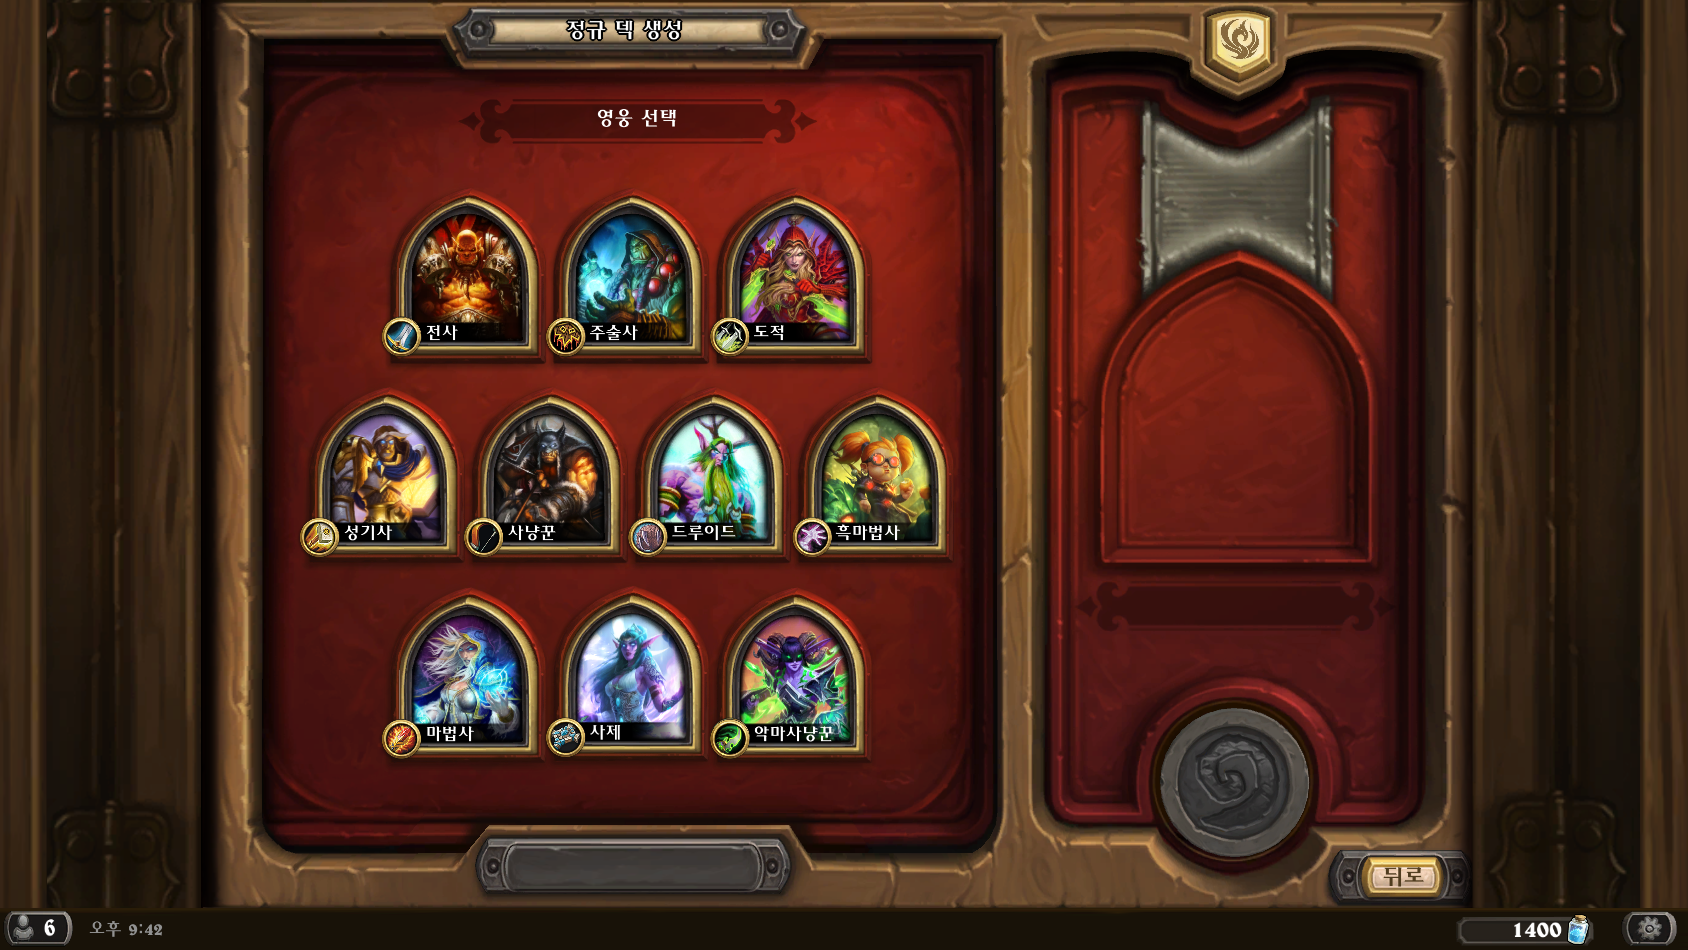 정규 덱 생성
영웅 선택
전사
주술사
도적
성기사
사냥꾼
드루이드
흑마법사
마법사
사제
악마사냥꾼
뒤로
6
오후 9:42
1400